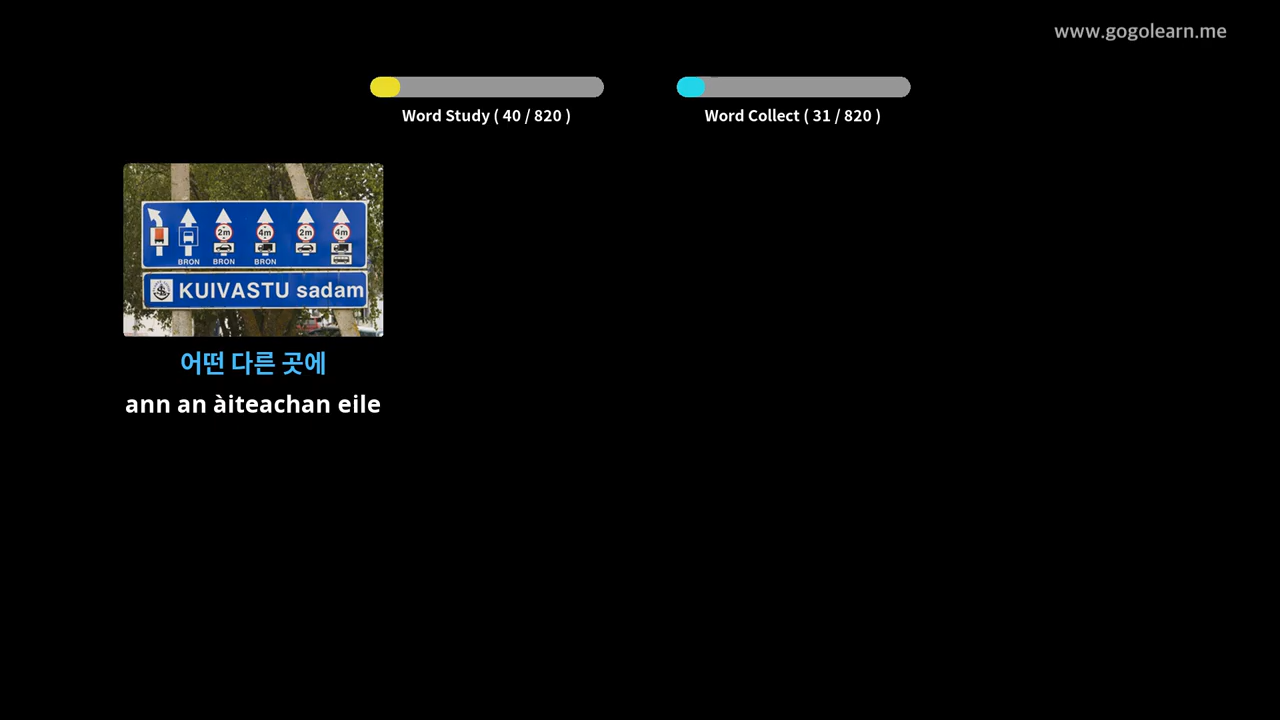 www.gogolearn.me
Word Study ( 40 / 820 )
Word Collect ( 31 / 820 )
2m 4m 2m 4m
BRON BRON BRON
KUIVASTU sadam
어떤 다른 곳에
ann an àiteachan eile